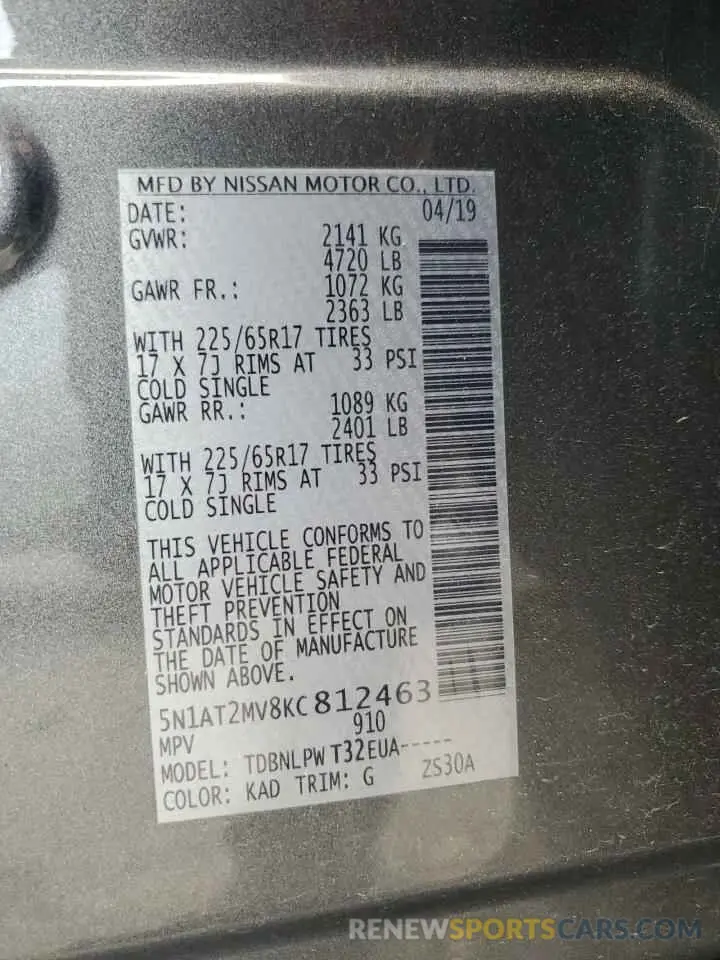 MFD BY NISSAN MOTOR CO., LTD.
DATE: 04/19
GVWR: 2141 KG
4720 LB
GAWR FR.: 1072 KG
2363 LB
WITH 225/65R17 TIRES
17 X 7J RIMS AT 33 PSI
COLD SINGLE
GAWR RR.: 1089 KG
2401 LB
WITH 225/65R17 TIRES
17 X 7J RIMS AT 33 PSI
COLD SINGLE
THIS VEHICLE CONFORMS TO
ALL APPLICABLE FEDERAL
MOTOR VEHICLE SAFETY AND
THEFT PREVENTION
STANDARDS IN EFFECT ON
THE DATE OF MANUFACTURE
SHOWN ABOVE.
5N1AT2MV8KC812463
MPV 910
MODEL: TDBNLPW T32EUA-----
COLOR: KAD TRIM: G ZS30A
RENEWSPORTSCARS.COM